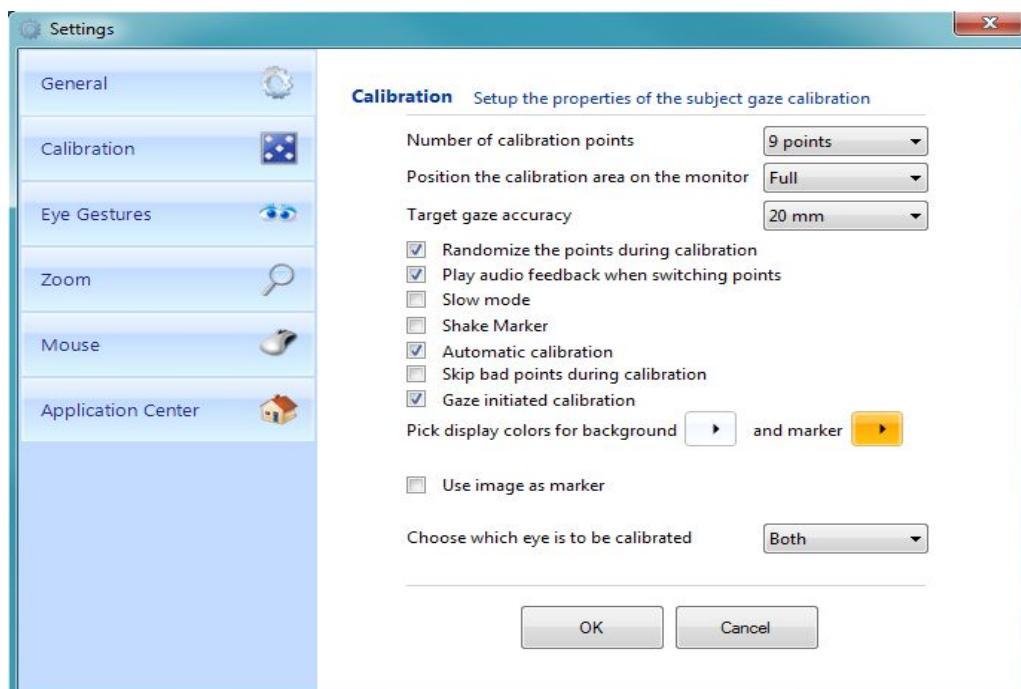 Settings
General
Calibration
Eye Gestures
Zoom
Mouse
Application Center
Calibration Setup the properties of the subject gaze calibration
Number of calibration points 9 points
Position the calibration area on the monitor Full
Target gaze accuracy 20 mm
Randomize the points during calibration
Play audio feedback when switching points
Slow mode
Shake Marker
Automatic calibration
Skip bad points during calibration
Gaze initiated calibration
Pick display colors for background and marker
Use image as marker
Choose which eye is to be calibrated Both
OK Cancel